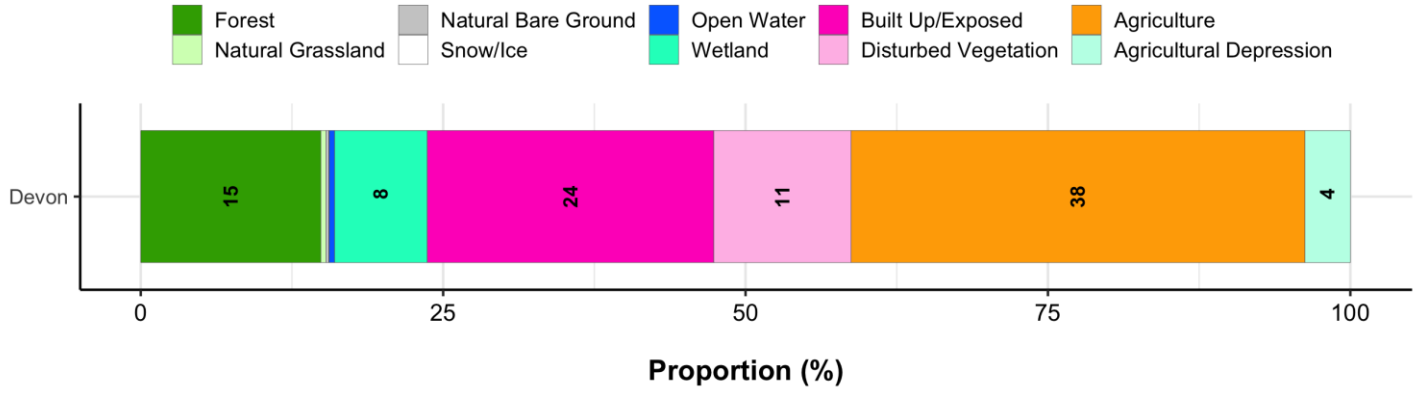 Forest Natural Bare Ground Open Water Built Up/Exposed Agriculture
Natural Grassland Snow/Ice Wetland Disturbed Vegetation Agricultural Depression
Devon 15 8 24 11 38 4
0 25 50 75 100
Proportion (%)